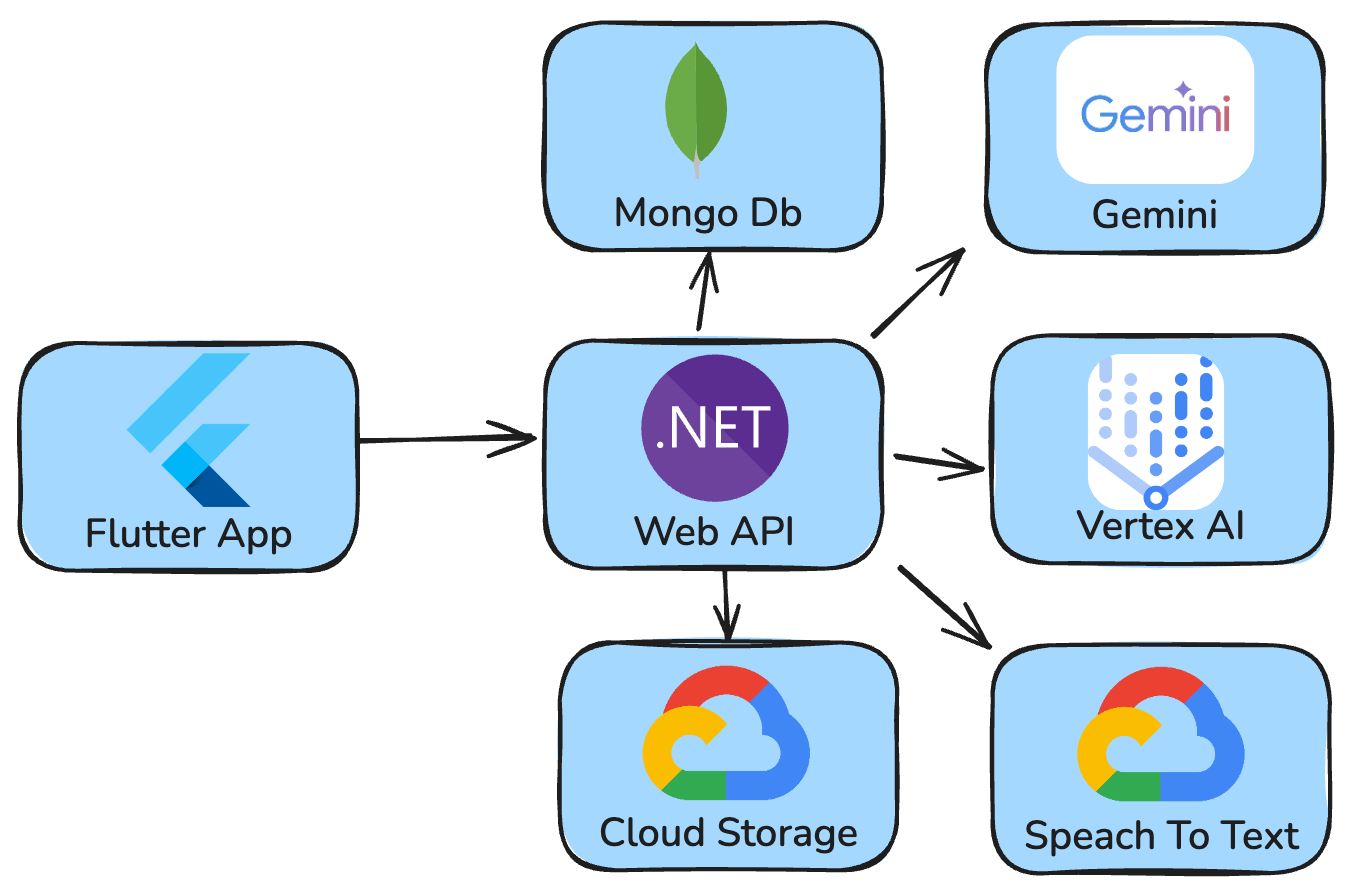 Mongo Db
Gemini
Gemini
Flutter App
.NET
Web API
Vertex AI
Cloud Storage
Speach To Text